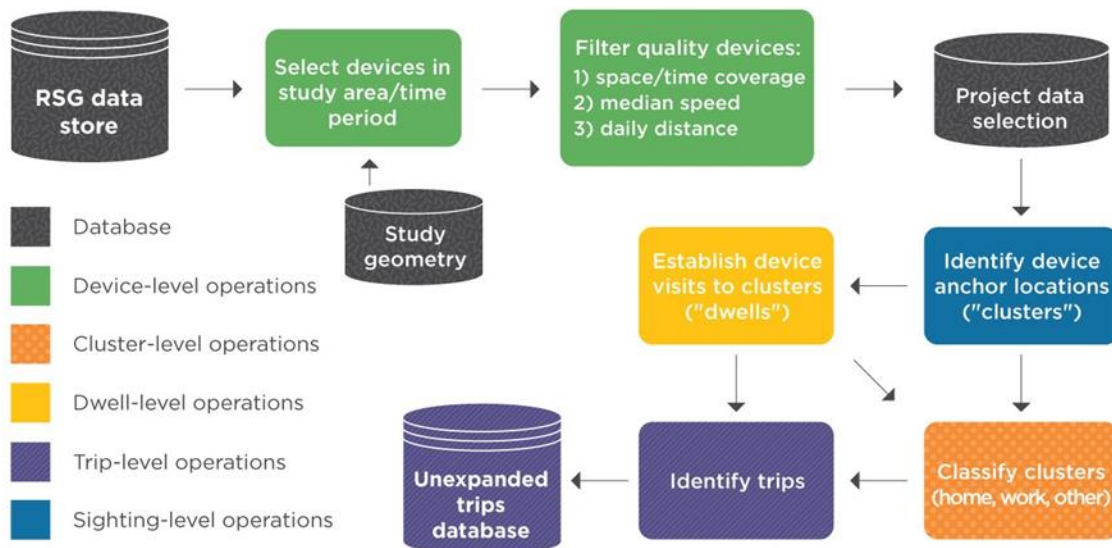 RSG data
store
Select devices in
study area/time
period
Filter quality devices:
1) space/time coverage
2) median speed
3) daily distance
Project data
selection
Study
geometry
Establish device
visits to clusters
("dwells")
Identify device
anchor locations
("clusters")
Unexpanded
trips
database
Identify trips
Classify clusters
(home, work, other)
Database
Device-level operations
Cluster-level operations
Dwell-level operations
Trip-level operations
Sighting-level operations